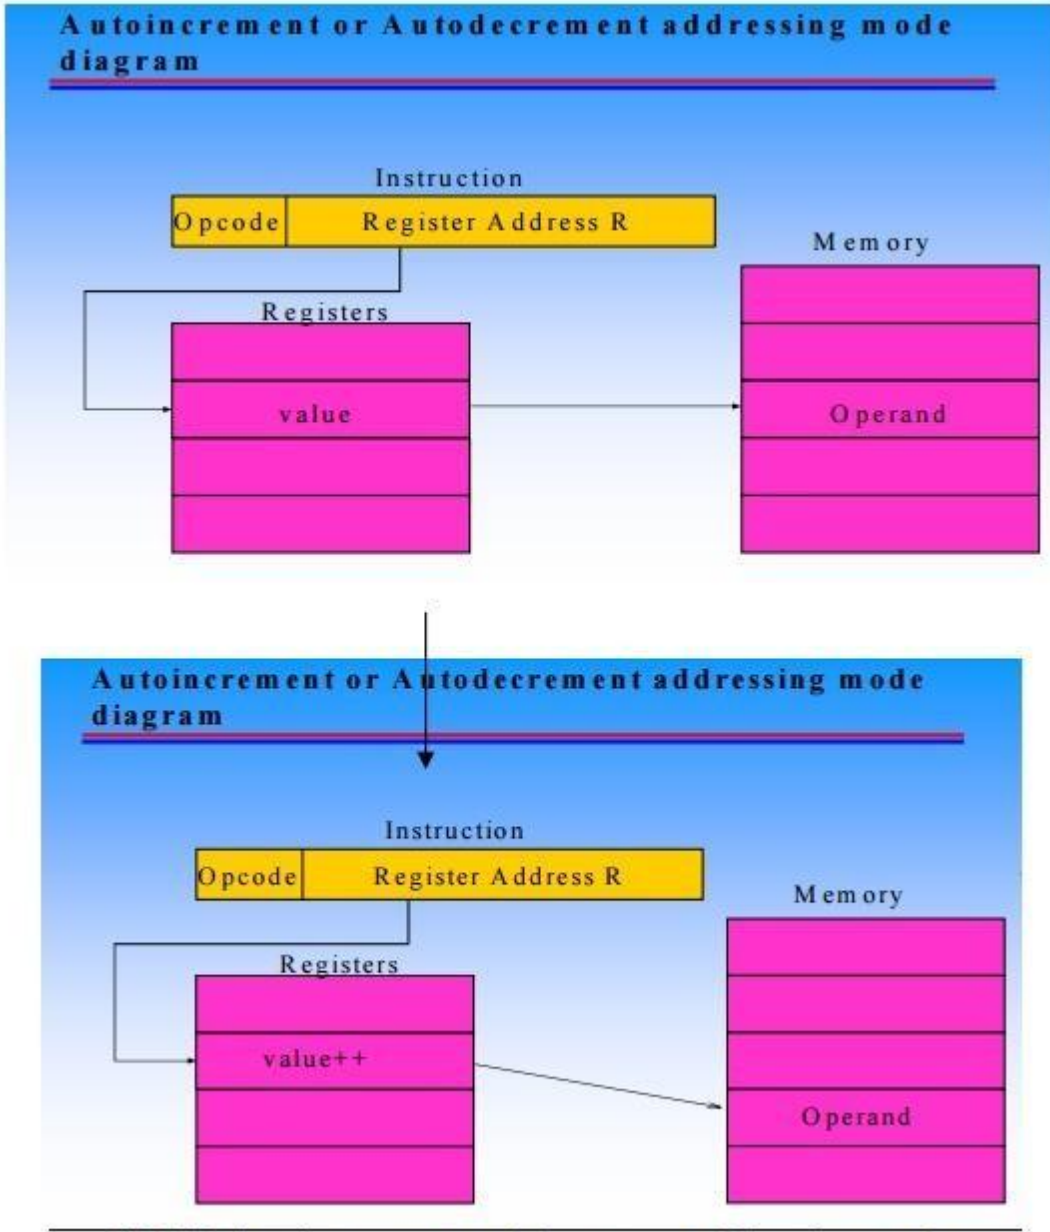 Autoincrement or Autodecrement addressing mode
diagram
Instruction
Opcode Register Address R
Memory
Registers
value Operand
Autoincrement or Autodecrement addressing mode
diagram
Instruction
Opcode Register Address R
Memory
Registers
value++
Operand